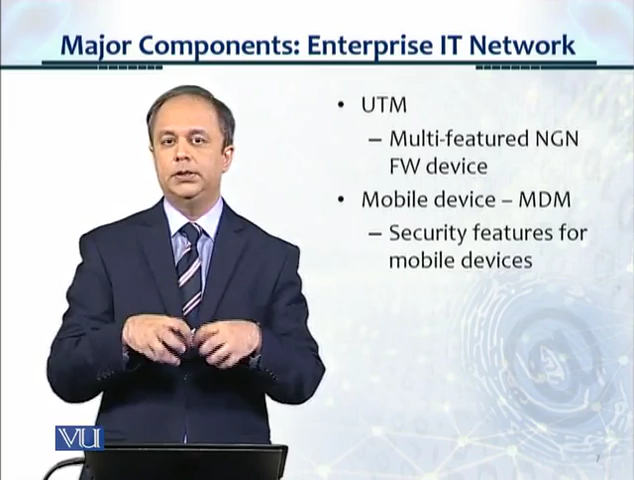 Major Components: Enterprise IT Network
• UTM
– Multi-featured NGN
FW device
• Mobile device – MDM
– Security features for
mobile devices
VU
7